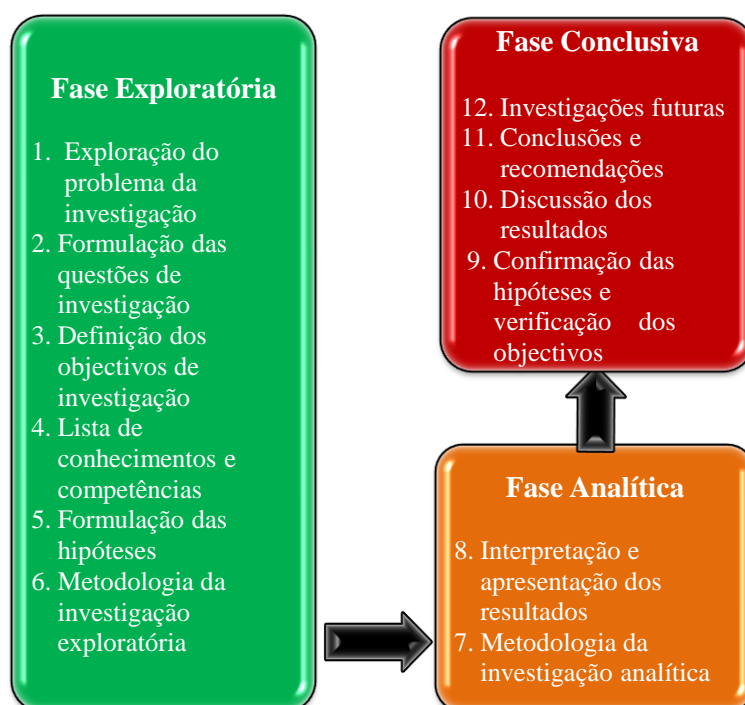 Fase Exploratória
1. Exploração do
problema da
investigação
2. Formulação das
questões de
investigação
3. Definição dos
objectivos de
investigação
4. Lista de
conhecimentos e
competências
5. Formulação das
hipóteses
6. Metodologia da
investigação
exploratória
Fase Conclusiva
12. Investigações futuras
11. Conclusões e
recomendações
10. Discussão dos
resultados
9. Confirmação das
hipóteses e
verificação dos
objectivos
Fase Analítica
8. Interpretação e
apresentação dos
resultados
7. Metodologia da
investigação analítica